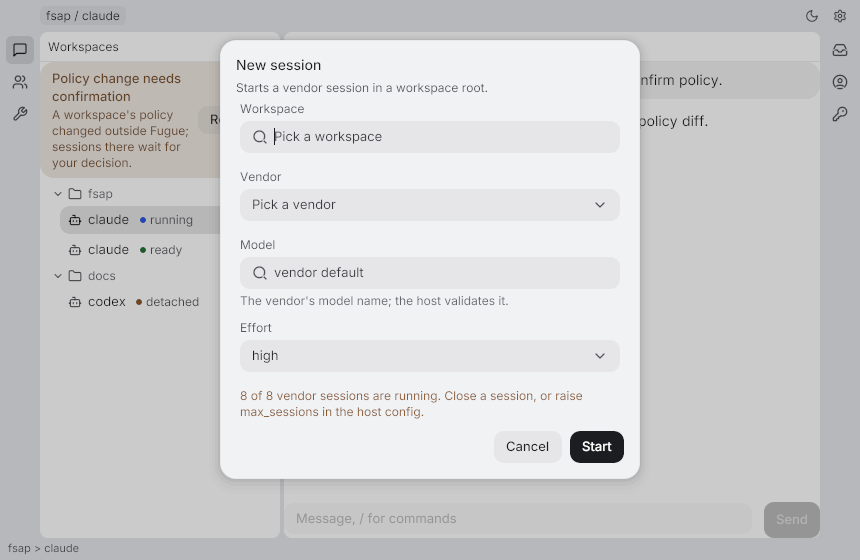 fsap / claude
Workspaces
Policy change needs
confirmation
A workspace's policy
changed outside Fugue;
sessions there wait for
your decision.
fsap
claude running
claude ready
docs
codex detached
nfirm policy.
policy diff.
New session
Starts a vendor session in a workspace root.
Workspace
Pick a workspace
Vendor
Pick a vendor
Model
vendor default
The vendor's model name; the host validates it.
Effort
high
8 of 8 vendor sessions are running. Close a session, or raise
max_sessions in the host config.
Cancel Start
Message, / for commands
Send
fsap > claude